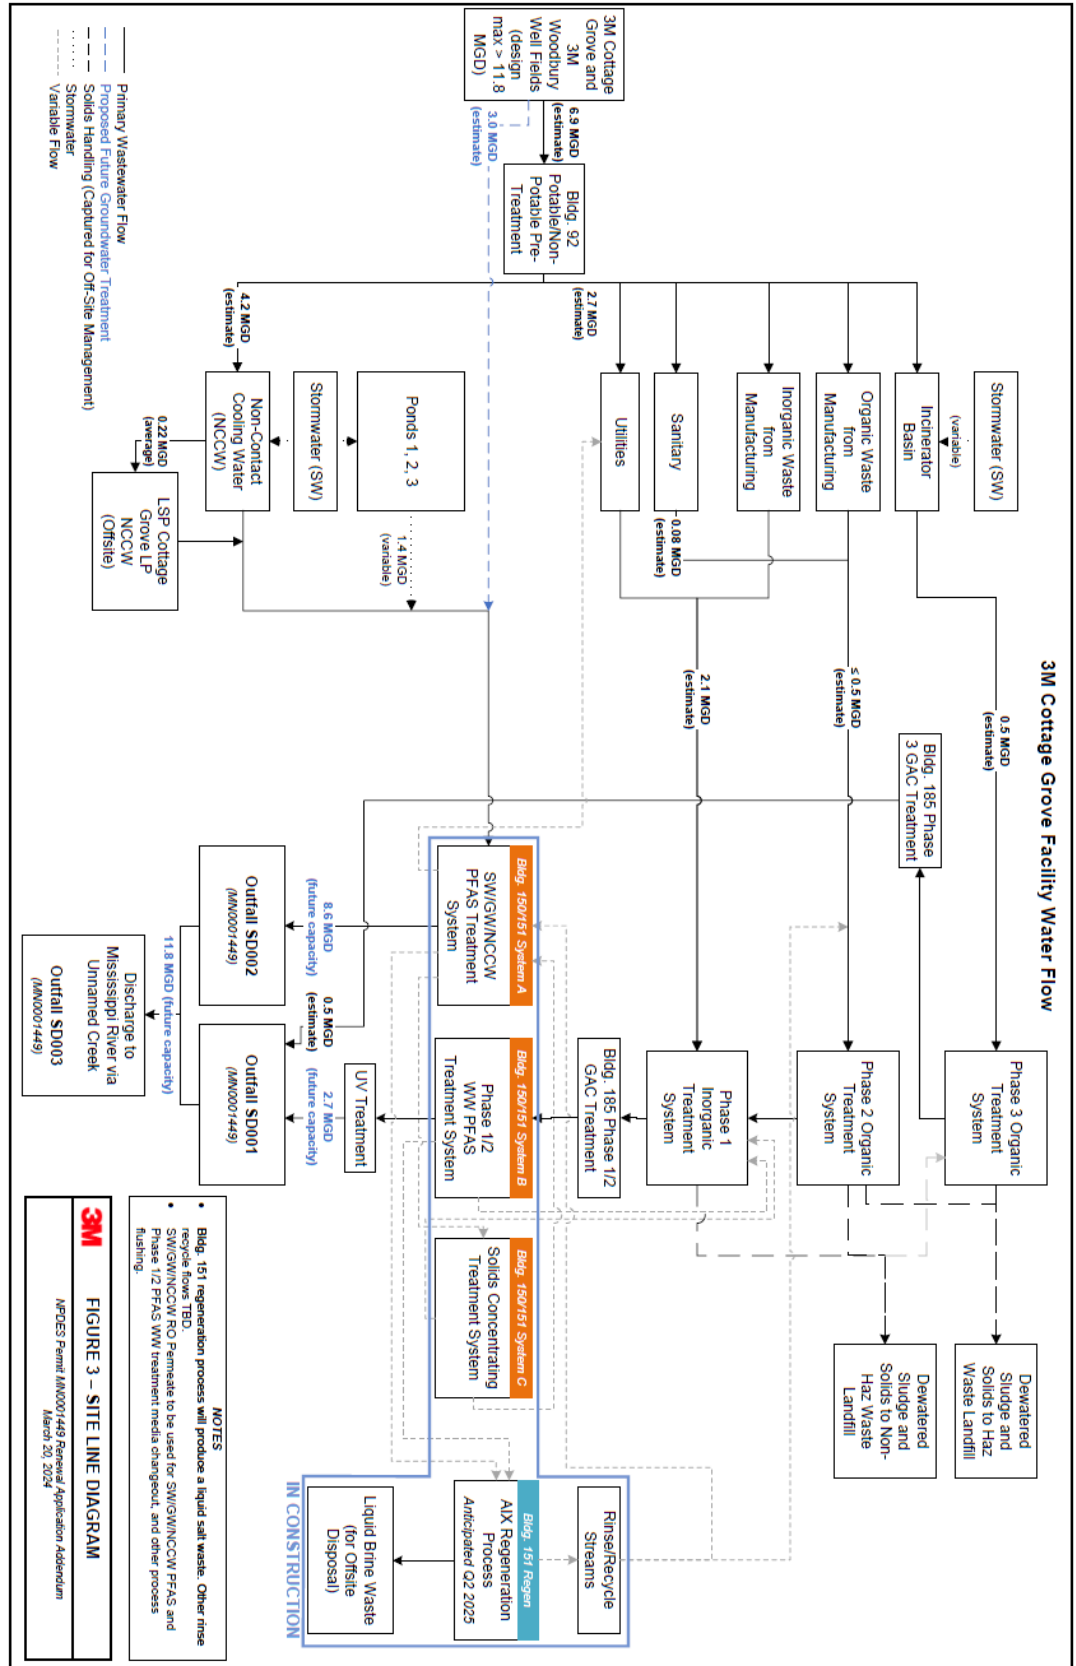 3M Cottage Grove Facility Water Flow
Stormwater (SW)
(variable)
Incinerator
Basin
Organic Waste
from
Manufacturing
Inorganic Waste
from
Manufacturing
Sanitary
Utilities
3M Cottage
Grove and
3M
Woodbury
Well Fields
(design
max > 11.8
MGD)
6.9 MGD
(estimate)
3.0 MGD
(estimate)
Bldg. 92
Potable/Non-
Potable Pre-
Treatment
2.7 MGD
(estimate)
4.2 MGD
(estimate)
Ponds 1, 2, 3
Stormwater (SW)
Non-Contact
Cooling Water
(NCCW)
0.22 MGD
(average)
LSP Cottage
Grove LP
NCCW
(Offsite)
1.4 MGD
(variable)
0.08 MGD
(estimate)
0.5 MGD
(estimate)
≤ 0.5 MGD
(estimate)
2.1 MGD
(estimate)
Bldg. 185 Phase
3 GAC Treatment
Phase 3 Organic
Treatment
System
Phase 2 Organic
Treatment
System
Phase 1
Inorganic
Treatment
System
Bldg. 185 Phase 1/2
GAC Treatment
Dewatered
Sludge and
Solids to Haz
Waste Landfill
Dewatered
Sludge and
Solids to Non-
Haz Waste
Landfill
Bldg. 150/151 System A
SW/GW/NCCW
PFAS Treatment
System
Bldg. 150/151 System B
Phase 1/2
WW PFAS
Treatment System
Bldg. 150/151 System C
Solids Concentrating
Treatment System
Rinse/Recycle
Streams
Bldg. 151 Regen
AIX Regeneration
Process
Anticipated Q2 2025
Liquid Brine Waste
(for Offsite
Disposal)
IN CONSTRUCTION
8.6 MGD
(future capacity)
0.5 MGD
(estimate)
UV Treatment
2.7 MGD
(future capacity)
Outfall SD002
(MN0001449)
Outfall SD001
(MN0001449)
11.8 MGD (future capacity)
Discharge to
Mississippi River via
Unnamed Creek
Outfall SD003
(MN0001449)
Primary Wastewater Flow
Proposed Future Groundwater Treatment
Solids Handling (Captured for Off-Site Management)
Stormwater
Variable Flow
NOTES
• Bldg. 151 regeneration process will produce a liquid salt waste. Other rinse
recycle flows TBD.
• SW/GW/NCCW RO Permeate to be used for SW/GW/NCCW PFAS and
Phase 1/2 PFAS WW treatment media changeout, and other process
flushing.
3M
FIGURE 3 – SITE LINE DIAGRAM
NPDES Permit MN0001449 Renewal Application Addendum
March 20, 2024